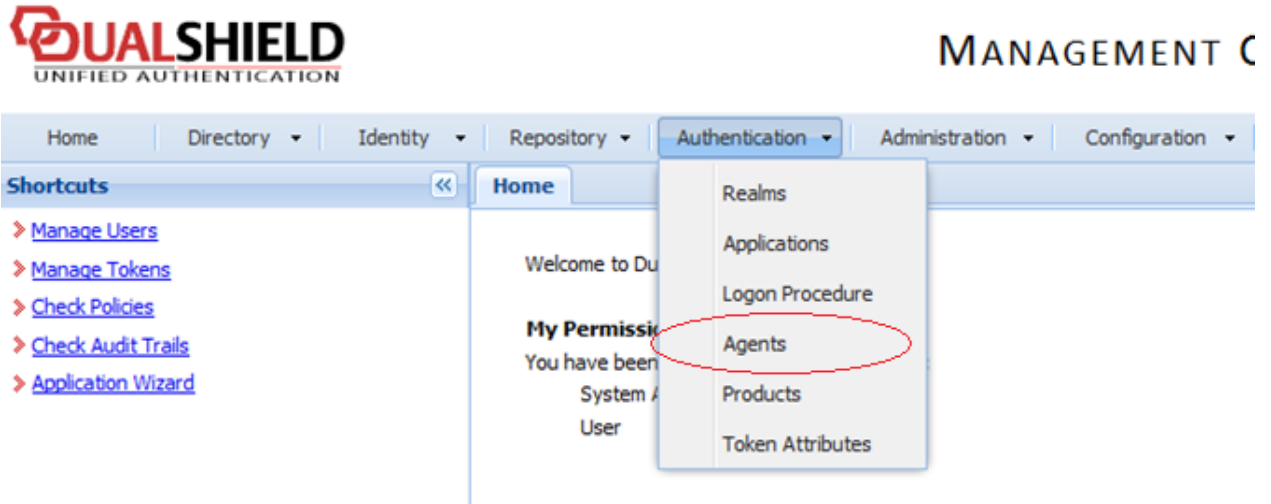 DUALSHIELD
UNIFIED AUTHENTICATION
MANAGEMENT
Home Directory Identity Repository Authentication Administration Configuration
Shortcuts
Home
Manage Users
Manage Tokens
Check Policies
Check Audit Trails
Application Wizard
Welcome to Du
My Permissi
You have been
System
User
Realms
Applications
Logon Procedure
Agents
Products
Token Attributes